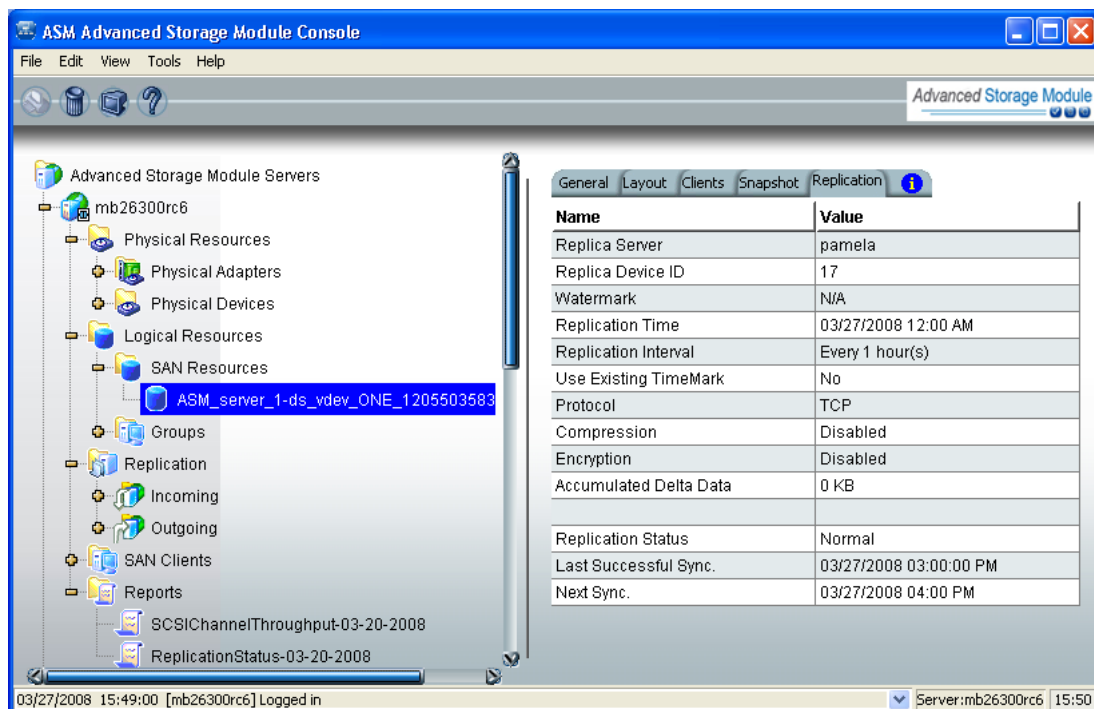 ASM Advanced Storage Module Console
File Edit View Tools Help
Advanced Storage Module
Advanced Storage Module Servers
mb26300rc6
Physical Resources
Physical Adapters
Physical Devices
Logical Resources
SAN Resources
ASM_server_1-ds_vdev_ONE_1205503583
Groups
Replication
Incoming
Outgoing
SAN Clients
Reports
SCSIChannelThroughput-03-20-2008
ReplicationStatus-03-20-2008
General Layout Clients Snapshot Replication i
Name Value
Replica Server pamela
Replica Device ID 17
Watermark N/A
Replication Time 03/27/2008 12:00 AM
Replication Interval Every 1 hour(s)
Use Existing TimeMark No
Protocol TCP
Compression Disabled
Encryption Disabled
Accumulated Delta Data 0 KB
Replication Status Normal
Last Successful Sync. 03/27/2008 03:00:00 PM
Next Sync. 03/27/2008 04:00 PM
03/27/2008 15:49:00 [mb26300rc6] Logged in Server:mb26300rc6 15:50